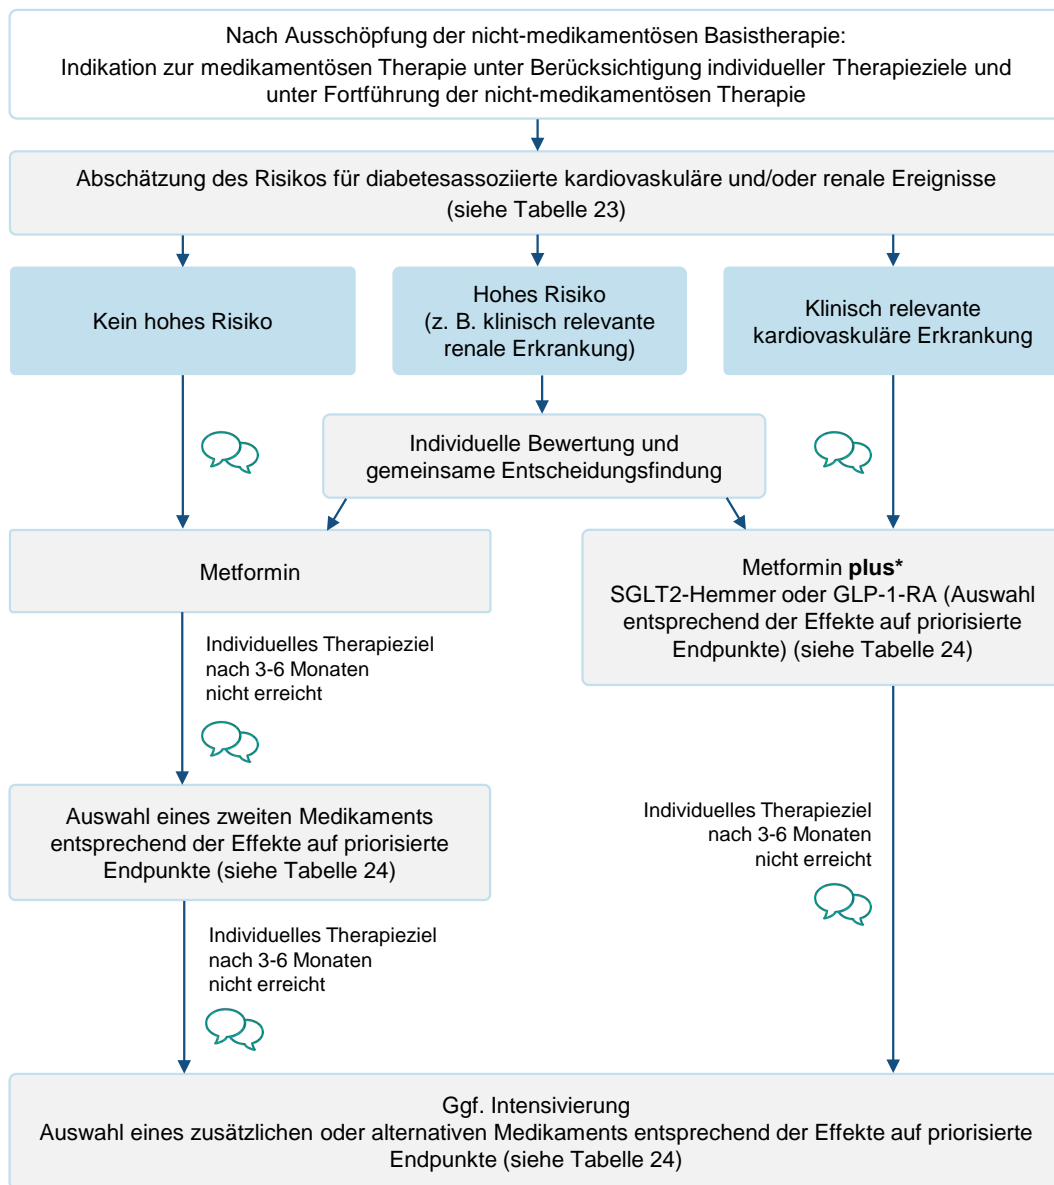 Nach Ausschöpfung der nicht-medikamentösen Basistherapie:
Indikation zur medikamentösen Therapie unter Berücksichtigung individueller Therapieziele und
unter Fortführung der nicht-medikamentösen Therapie
Abschätzung des Risikos für diabetesassoziierte kardiovaskuläre und/oder renale Ereignisse
(siehe Tabelle 23)
Kein hohes Risiko
Hohes Risiko
(z. B. klinisch relevante
renale Erkrankung)
Klinisch relevante
kardiovaskuläre Erkrankung
Individuelle Bewertung und
gemeinsame Entscheidungsfindung
Metformin
Metformin plus*
SGLT2-Hemmer oder GLP-1-RA (Auswahl
entsprechend der Effekte auf priorisierte
Endpunkte) (siehe Tabelle 24)
Individuelles Therapieziel
nach 3-6 Monaten
nicht erreicht
Auswahl eines zweiten Medikaments
entsprechend der Effekte auf priorisierte
Endpunkte (siehe Tabelle 24)
Individuelles Therapieziel
nach 3-6 Monaten
nicht erreicht
Individuelles Therapieziel
nach 3-6 Monaten
nicht erreicht
Ggf. Intensivierung
Auswahl eines zusätzlichen oder alternativen Medikaments entsprechend der Effekte auf priorisierte
Endpunkte (siehe Tabelle 24)